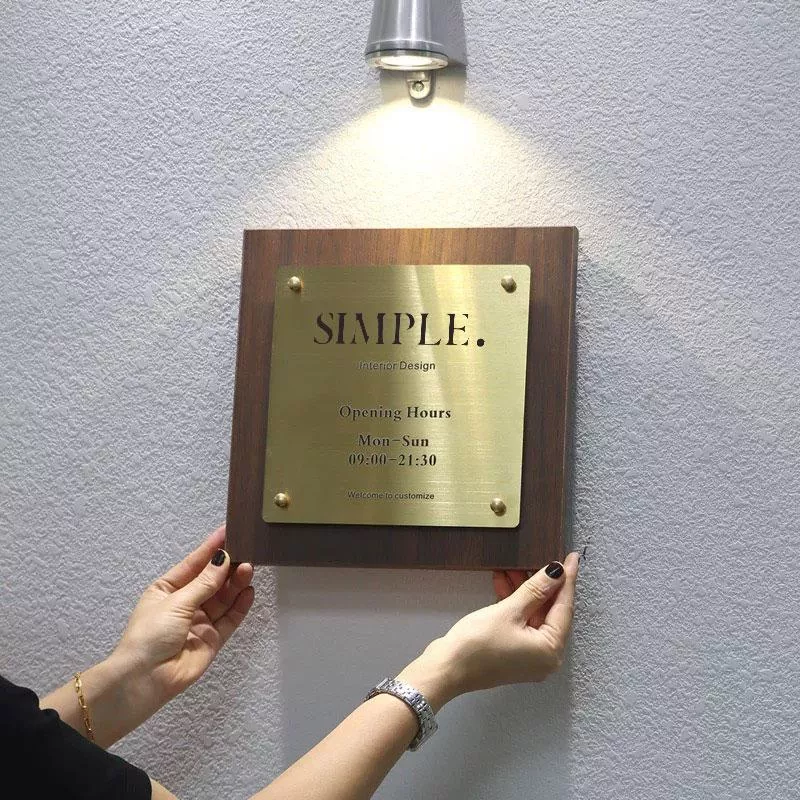 SIMPLE.
Interior Design
Opening Hours
Mon-Sun
09:00-21:30
Welcome to customize